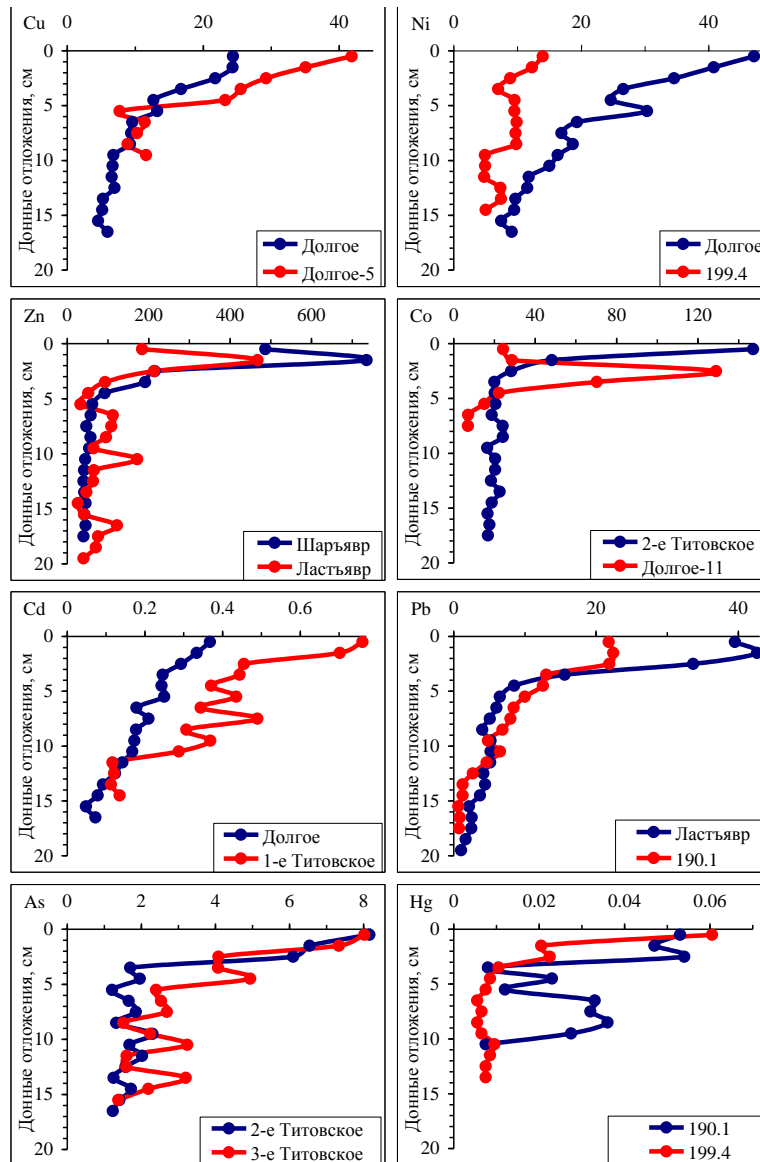 Cu
0 20 40
0
5
10
15
20
Донные отложения, см
Долгое
Долгое-5
Ni
0 20 40
0
5
10
15
20
Донные отложения, см
Долгое
199.4
Zn
0 200 400 600
0
5
10
15
20
Донные отложения, см
Шаръявр
Ластъявр
Co
0 40 80 120
0
5
10
15
20
Донные отложения, см
2-е Титовское
Долгое-11
Cd
0 0.2 0.4 0.6
0
5
10
15
20
Донные отложения, см
Долгое
1-е Титовское
Pb
0 20 40
0
5
10
15
20
Донные отложения, см
Ластъявр
190.1
As
0 2 4 6 8
0
5
10
15
20
Донные отложения, см
2-е Титовское
3-е Титовское
Hg
0 0.02 0.04 0.06
0
5
10
15
20
Донные отложения, см
190.1
199.4